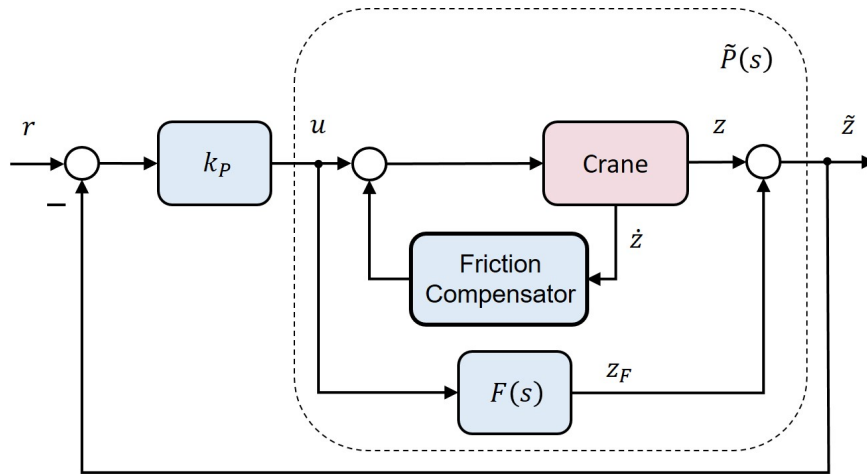 P̃(s)
r
u
z
z̃
k_P
Crane
−
ż
Friction
Compensator
z_F
F(s)